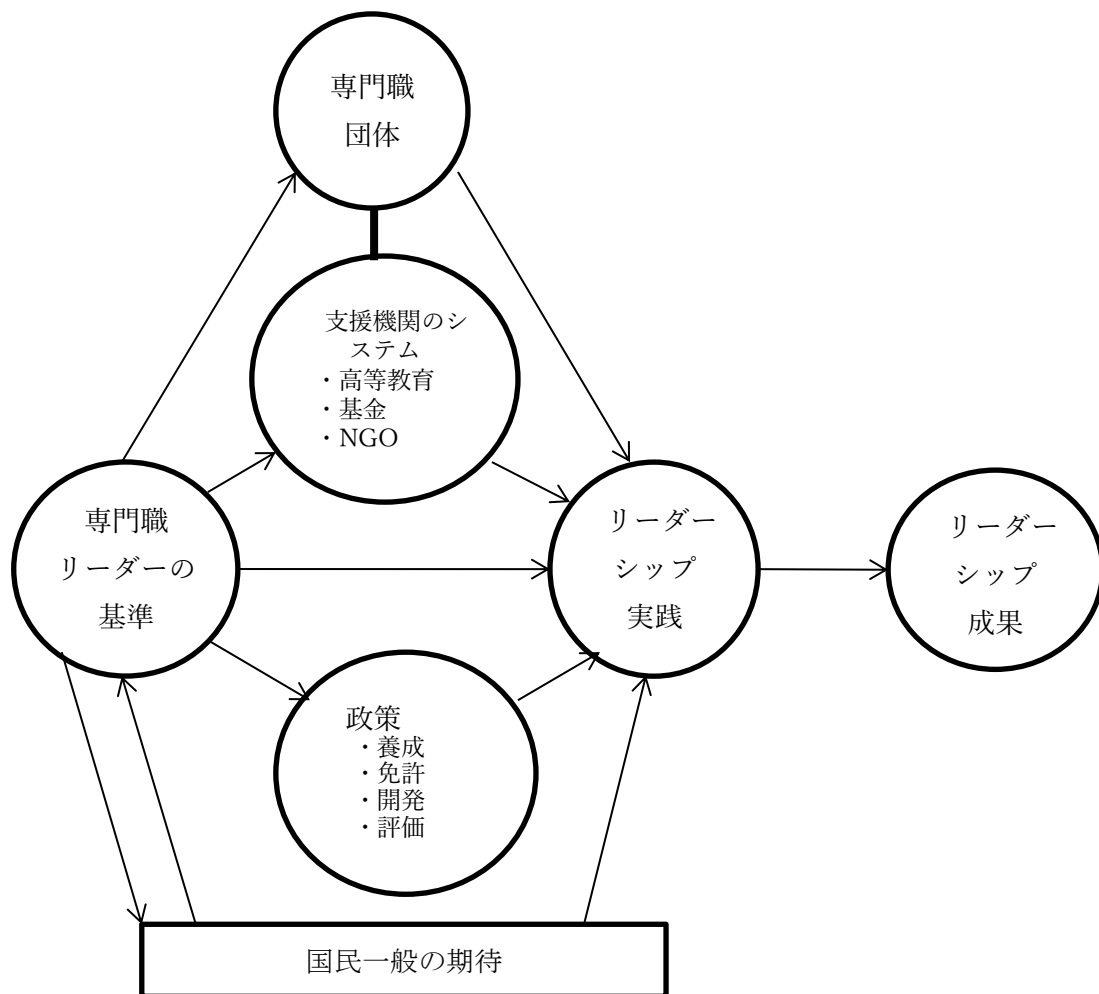 専門職
団体
支援機関のシ
ステム
・高等教育
・基金
・NGO
専門職
リーダーの
基準
リーダー
シップ
実践
リーダー
シップ
成果
政策
・養成
・免許
・開発
・評価
国民一般の期待